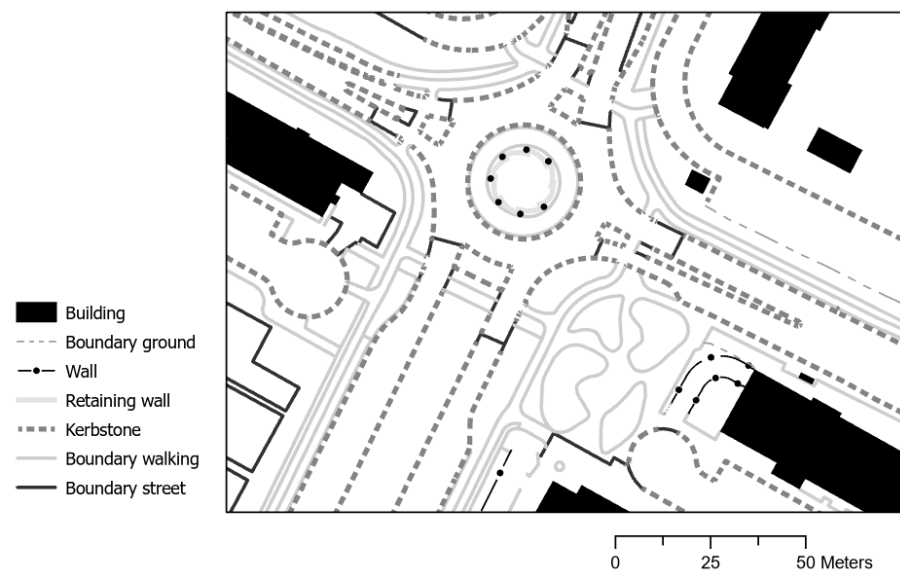 Building
Boundary ground
Wall
Retaining wall
Kerbstone
Boundary walking
Boundary street
0 25 50 Meters